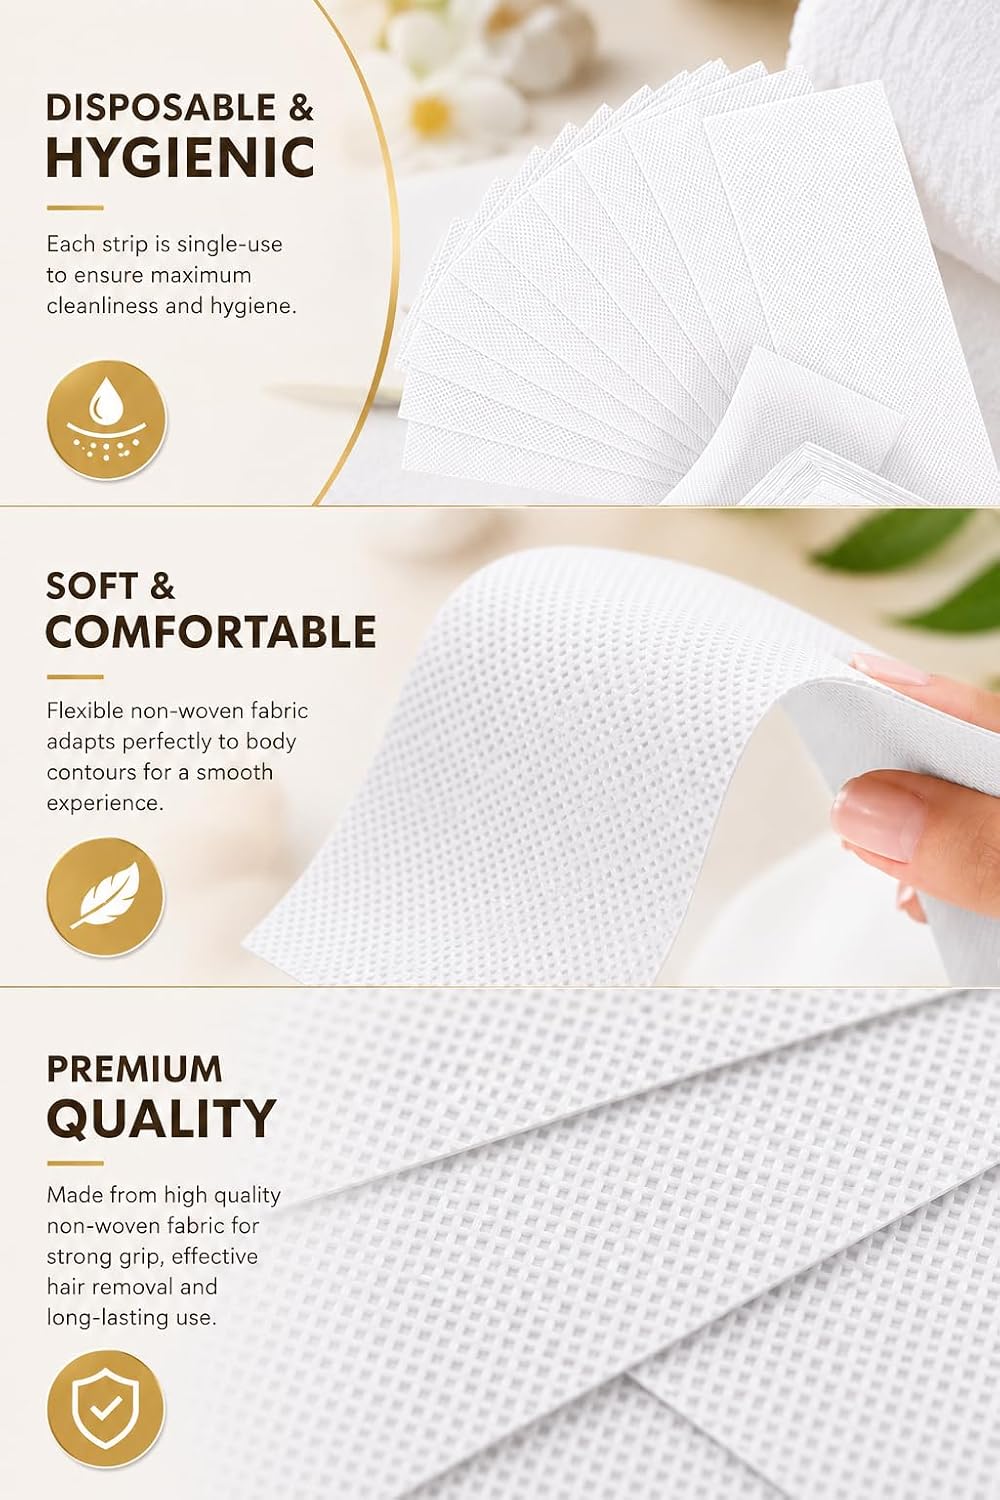 DISPOSABLE &
HYGIENIC
Each strip is single-use
to ensure maximum
cleanliness and hygiene.
SOFT &
COMFORTABLE
Flexible non-woven fabric
adapts perfectly to body
contours for a smooth
experience.
PREMIUM
QUALITY
Made from high quality
non-woven fabric for
strong grip, effective
hair removal and
long-lasting use.